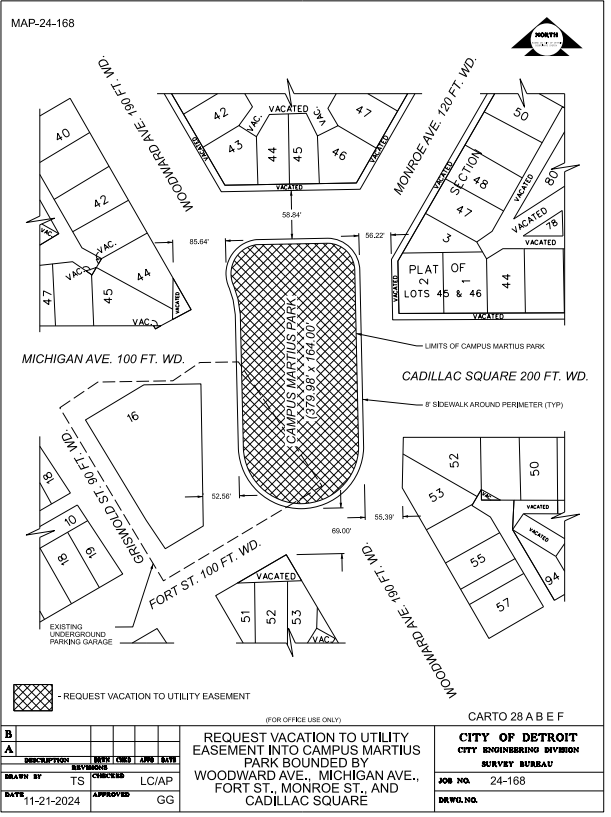 MAP-24-168
NORTH
WOODWARD AVE. 190 FT. WD.
MONROE AVE. 120 FT. WD.
40
42
VAC.
VAC.
VAC.
44
45
47
VACATED
VAC.
42
VACATED
47
VAC.
VAC.
43
44
45
46
VACATED
VACATED
VACATED
50
SECTION
48
47
3
VACATED
80
VACATED
78
VACATED
PLAT OF
2
1
LOTS 45 & 46
44
VACATED
VACATED
58.84'
85.64'
56.22'
CAMPUS MARTIUS PARK
(379.98' x 164.00')
LIMITS OF CAMPUS MARTIUS PARK
MICHIGAN AVE. 100 FT. WD.
CADILLAC SQUARE 200 FT. WD.
8' SIDEWALK AROUND PERIMETER (TYP)
16
GRISWOLD ST. 90 FT. WD.
18
10
18
19
52.56'
55.39'
69.00'
FORT ST. 100 FT. WD.
WOODWARD AVE. 190 FT. WD.
52
50
53
VAC.
VACATED
VACATED
55
94
57
VACATED
51
52
53
VAC.
EXISTING
UNDERGROUND
PARKING GARAGE
- REQUEST VACATION TO UTILITY EASEMENT
(FOR OFFICE USE ONLY)
CARTO 28 A B E F
B
A
DESCRIPTION DRWN CHKD APPD DATE
REVISIONS
DRAWN BY TS
CHECKED LC/AP
DATE 11-21-2024
APPROVED GG
REQUEST VACATION TO UTILITY
EASEMENT INTO CAMPUS MARTIUS
PARK BOUNDED BY
WOODWARD AVE., MICHIGAN AVE.,
FORT ST., MONROE ST., AND
CADILLAC SQUARE
CITY OF DETROIT
CITY ENGINEERING DIVISION
SURVEY BUREAU
JOB NO. 24-168
DRWG. NO.